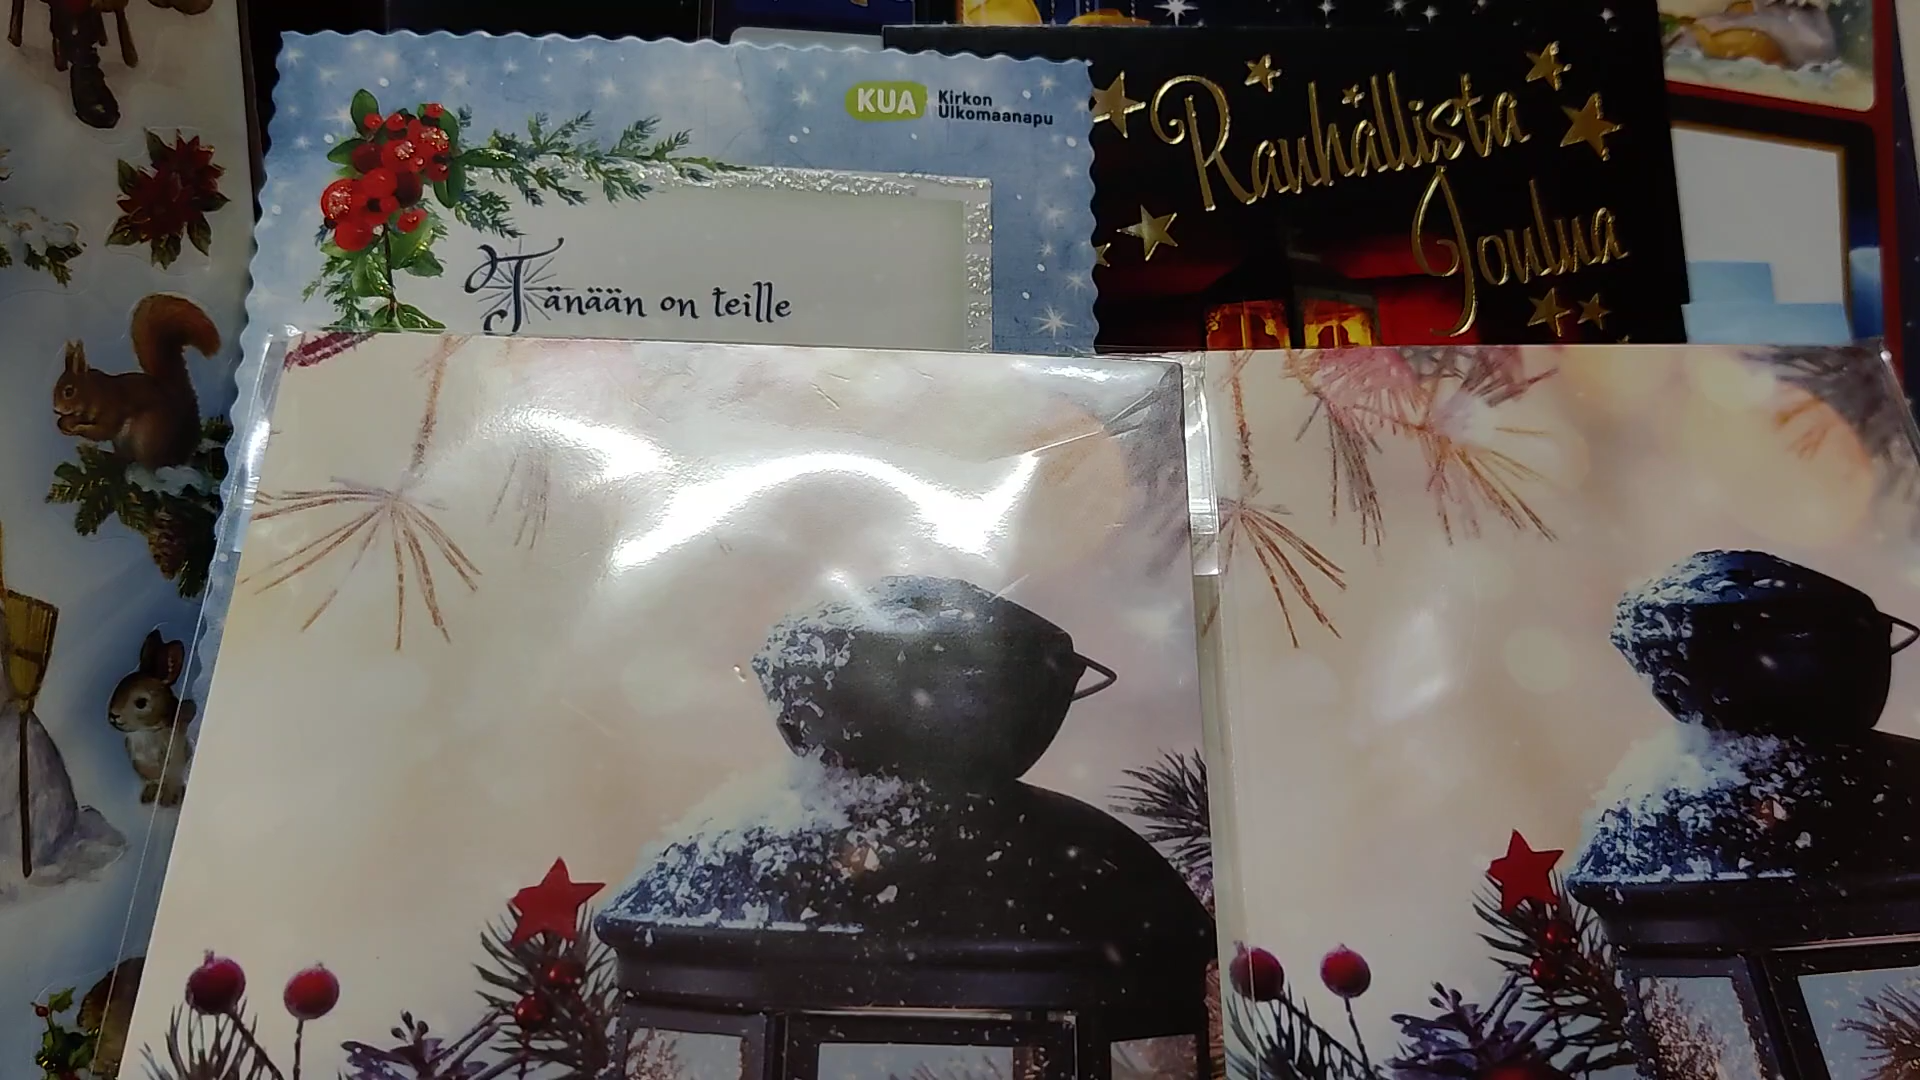 KUA Kirkon
Ulkomaanapu
Tänään on teille
Rauhallista
Joulua